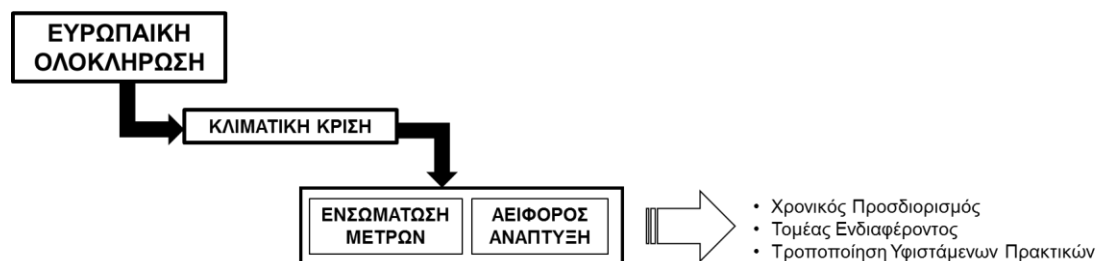 ΕΥΡΩΠΑΙΚΗ
ΟΛΟΚΛΗΡΩΣΗ
ΚΛΙΜΑΤΙΚΗ ΚΡΙΣΗ
ΕΝΣΩΜΑΤΩΣΗ
ΜΕΤΡΩΝ
ΑΕΙΦΟΡΟΣ
ΑΝΑΠΤΥΞΗ
• Χρονικός Προσδιορισμός
• Τομέας Ενδιαφέροντος
• Τροποποίηση Υφιστάμενων Πρακτικών